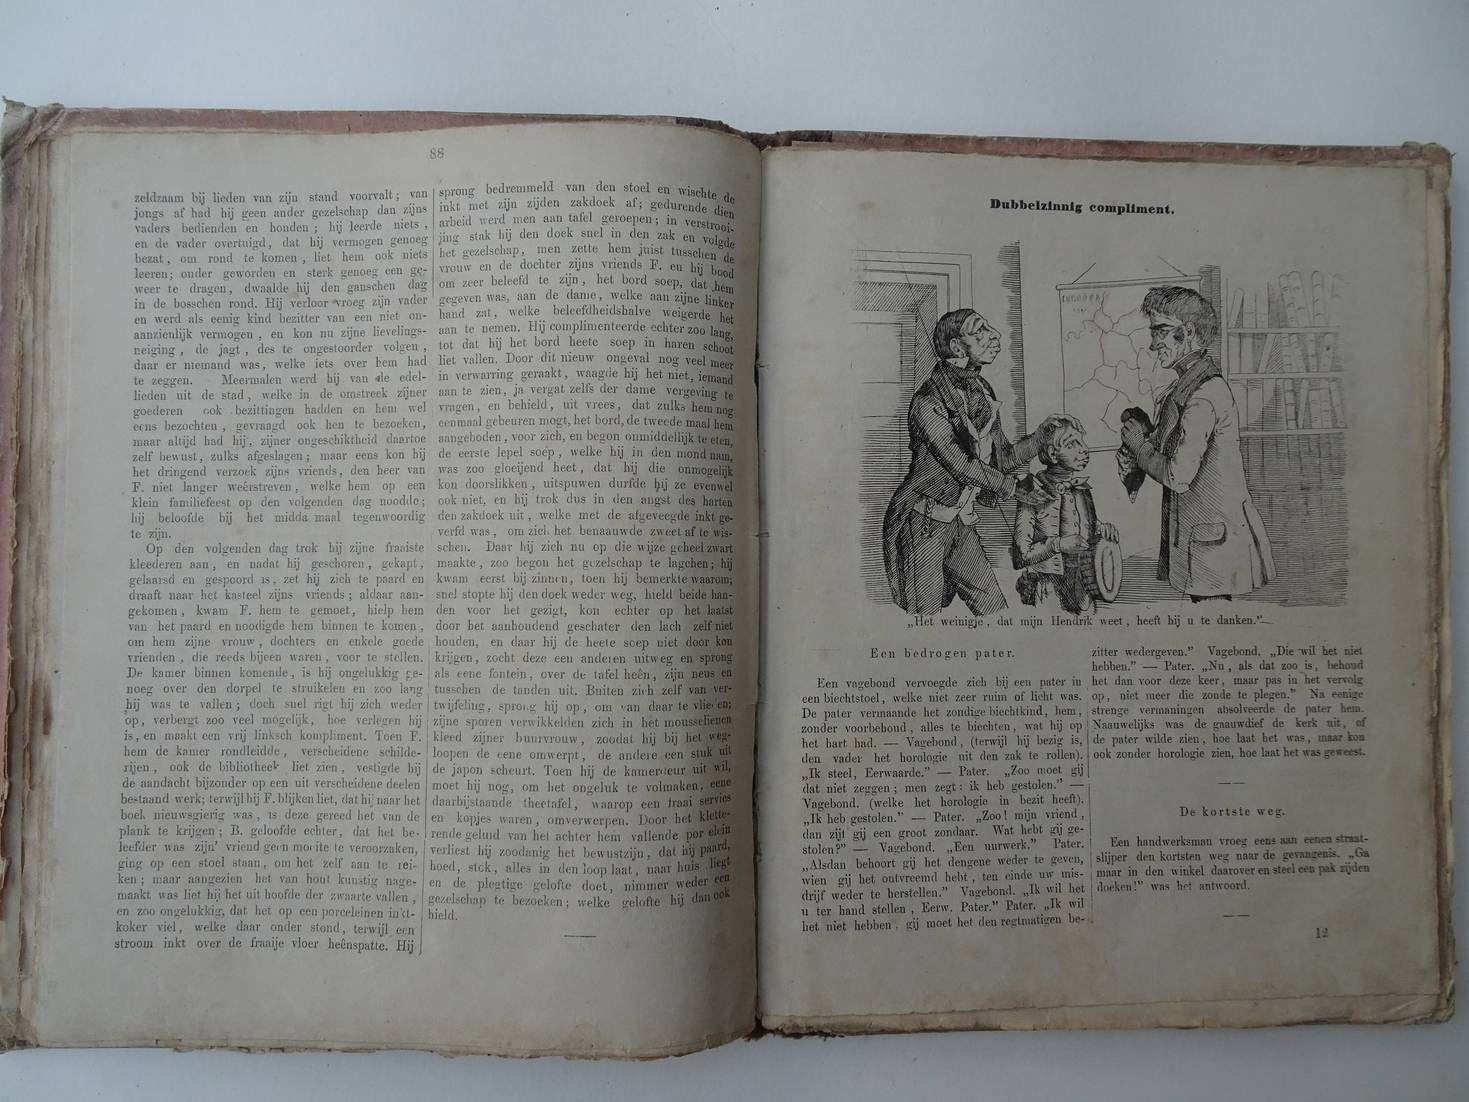 88
zeldzaam bij lieden van zijn stand voorvalt; van
jongs af had hij geen ander gezelschap dan zijns
vaders bedienden en honden; hij leerde niets,
en de vader overtuigd, dat hij vermogen genoeg
bezat, om rond te komen, liet hem ook niets
leeren; ouder geworden en sterk genoeg een ge-
weer te dragen, dwaalde hij den ganschen dag
in de bosschen rond. Hij verloor vroeg zijn vader
en werd als eenig kind bezitter van een niet on-
aanzienlijk vermogen, en kon nu zijne lievelings-
neiging, de jagt, des te ongestoorder volgen,
daar er niemand was, welke iets over hem had
te zeggen. Meermalen werd hij van de edel-
lieden uit de stad, welke in de omstreek zijner
goederen ook bezittingen hadden en hem wel
eens bezochten, gevraagd ook hen te bezoeken,
maar altijd had hij, zijner ongeschiktheid daartoe
zelf bewust, zulks afgeslagen; maar eens kon hij
het dringend verzoek zijns vriends, den heer van
F. niet langer weêrstreven, welke hem op een
klein familiefeest op den volgenden dag noodde;
hij beloofde bij het midda maal tegenwoordig
te zijn.
Op den volgenden dag trok hij zijne fraaiste
kleederen aan, en nadat hij geschoren, gekapt,
gelaarsd en gespoord is, zet hij zich te paard en
draaft naar het kasteel zijns vriends; aldaar aan-
gekomen, kwam F. hem te gemoet, hielp hem
van het paard en noodigde hem binnen te komen,
om hem zijne vrouw, dochters en enkele goede
vrienden, die reeds bijeen waren, voor te stellen.
De kamer binnen komende, is hij ongelukkig ge-
noeg over den dorpel te struikelen en zoo lang
hij was te vallen; doch snel rigt hij zich weder
op, verbergt zoo veel mogelijk, hoe verlegen hij
is, en maakt een vrij linksch kompliment. Toen F.
hem de kamer rondleidde, verscheidene schilde-
rijen, ook de bibliotheek liet zien, vestigde hij
de aandacht bijzonder op een uit verscheidene deelen
bestaand werk; terwijl hij F. blijken liet, dat hij naar het
boek nieuwsgierig was, is deze gereed het van de
plank te krijgen; B. geloofde echter, dat het be-
leefder was zijn' vriend geen moeite te veroorzaken,
ging op een stoel staan, om het zelf aan te rei-
ken; maar aangezien het van hout kunstig nage-
maakt was liet hij het uit hoofde der zwaarte vallen,
en zoo ongelukkig, dat het op een porceleinen inkt-
koker viel, welke daar onder stond, terwijl een
stroom inkt over de fraaije vloer heênspatte. Hij
sprong bedremmeld van den stoel en wischte de
inkt met zijn zijden zakdoek af; gedurende dien
arbeid werd men aan tafel geroepen; in verstrooi-
jing stak hij den doek snel in den zak en volgde
het gezelschap, men zette hem juist tusschen de
vrouw en de dochter zijns vriends F. en hij bood
om zeer beleefd te zijn, het bord soep, dat hem
gegeven was, aan de dame, welke aan zijne linker
hand zat, welke beleefdheidshalve weigerde het
aan te nemen. Hij complimenteerde echter zoo lang,
tot dat hij het bord heete soep in haren schoot
liet vallen. Door dit nieuw ongeval nog veel meer
in verwarring geraakt, waagde hij het niet, iemand
aan te zien, ja vergat zelfs der dame vergeving te
vragen, en behield, uit vrees, dat zulks hem nog
eenmaal gebeuren mogt, het bord, de tweede maal hem
aangeboden, voor zich, en begon onmiddellijk te eten,
de eerste lepel soep, welke hij in den mond nam,
was zoo gloeijend heet, dat hij die onmogelijk
kon doorslikken, uitspuwen durfde hij ze evenwel
ook niet, en hij trok dus in den angst des harten
den zakdoek uit, welke met de afgeveegde inkt ge-
verfd was, om zich het benaauwde zweet af te wis-
schen. Daar hij zich nu op die wijze geheel zwart
maakte, zoo begon het gezelschap te lagchen; hij
kwam eerst bij zinnen, toen hij bemerkte waarom;
snel stopte hij den doek weder weg, hield beide han-
den voor het gezigt, kon echter op het laatst
door het aanhoudend geschater den lach zelf niet
houden, en daar hij de heete soep niet door kon
krijgen, zocht deze een anderen uitweg en sprong
als eene fontein, over de tafel heên, zijn neus en
tusschen de tanden uit. Buiten zich zelf van ver-
twijfeling, sprong hij op, om van daar te vlieden;
zijne sporen verwikkelden zich in het mousselienen
kleed zijner buurvrouw, zoodat hij bij het weg-
loopen de eene omwerpt, de andere een stuk uit
de japon scheurt. Toen hij de kamerdeur uit wil,
moet hij nog, om het ongeluk te volmaken, eene
daarbijstaande theetafel, waarop een fraai servies
en kopjes waren, omverwerpen. Door het klette-
rende geluid van het achter hem vallende porselein
verliest hij zoodanig het bewustzijn, dat hij paard,
hoed, stok, alles in den loop laat, naar huis liegt
en de plegtige gelofte doet, nimmer weder een
gezelschap te bezoeken; welke gelofte hij dan ook
hield.
Dubbelzinnig compliment.
„Het weinigje, dat mijn Hendrik weet, heeft hij u te danken.”
Een bedrogen pater.
Een vagebond vervoegde zich bij een pater in
een biechtstoel, welke niet zeer ruim of licht was.
De pater vermaande het zondige biechtkind, hem,
zonder voorbehoud, alles te biechten, wat hij op
het hart had. — Vagebond, (terwijl hij bezig is,
den vader het horologie uit den zak te rollen).
„Ik steel, Eerwaarde.” — Pater. „Zoo moet gij
dat niet zeggen; men zegt: ik heb gestolen.” —
Vagebond. (welke het horologie in bezit heeft).
„Ik heb gestolen.” — Pater. „Zoo! mijn vriend,
dan zijt gij een groot zondaar. Wat hebt gij ge-
stolen?” — Vagebond. „Een uurwerk.” Pater.
„Alsdan behoort gij het dengene weder te geven,
wien gij het ontvreemd hebt, ten einde uw mis-
drijf weder te herstellen.” Vagebond. „Ik wil het
u ter hand stellen, Eerw. Pater.” Pater. „Ik wil
het niet hebben, gij moet het den regtmatigen be-
zitter wedergeven.” Vagebond. „Die wil het niet
hebben.” — Pater. „Nu, als dat zoo is, behoud
het dan voor deze keer, maar pas in het vervolg
op, niet meer die zonde te plegen.” Na eenige
strenge vermaningen absolveerde de pater hem.
Naauwelijks was de gaauwdief de kerk uit, of
de pater wilde zien, hoe laat het was, maar kon
ook zonder horologie zien, hoe laat het was geweest.
De kortste weg.
Een handwerksman vroeg eens aan eenen straat-
slijper den kortsten weg naar de gevangenis. „Ga
maar in den winkel daarover en steel een pak zijden
doeken!” was het antwoord.
12